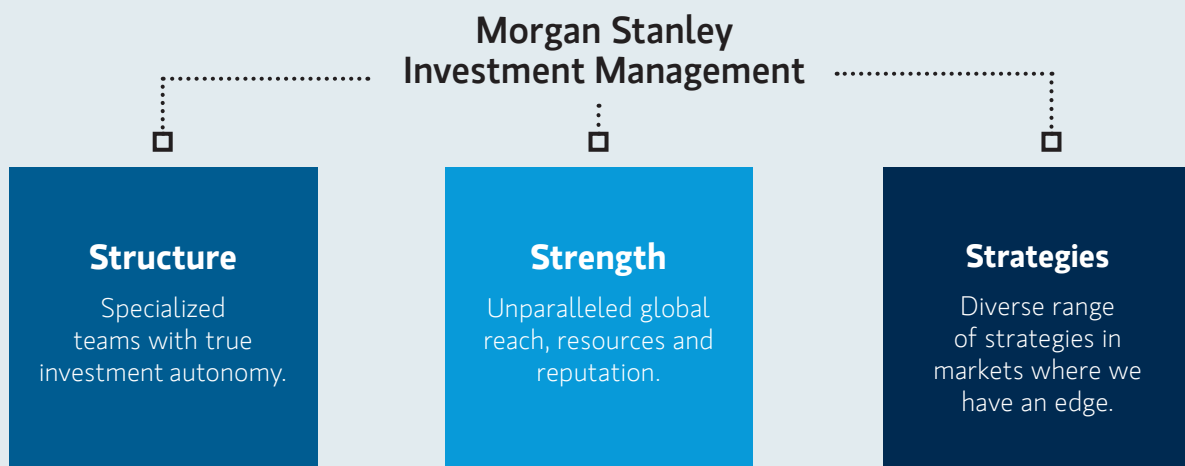 Morgan Stanley
Investment Management
Structure
Specialized
teams with true
investment autonomy.
Strength
Unparalleled global
reach, resources and
reputation.
Strategies
Diverse range
of strategies in
markets where we
have an edge.